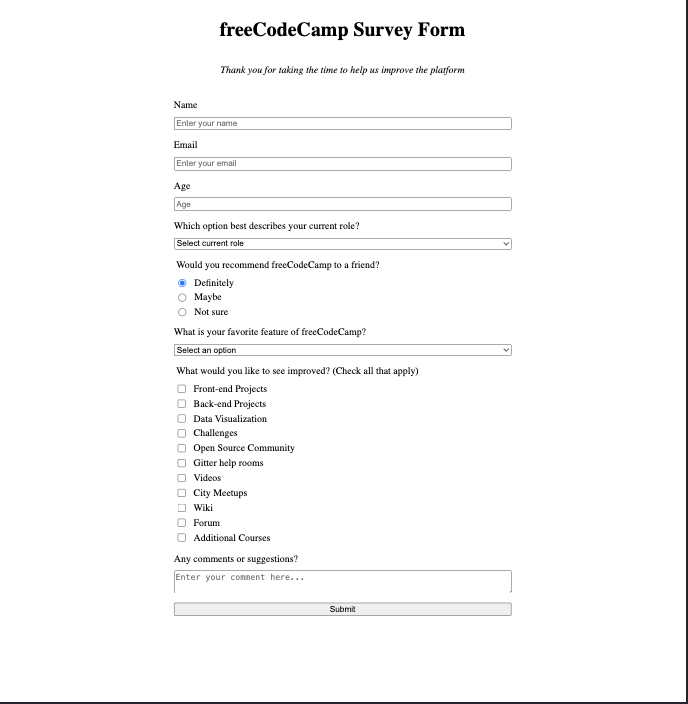 freeCodeCamp Survey Form
Thank you for taking the time to help us improve the platform
Name
Enter your name
Email
Enter your email
Age
Age
Which option best describes your current role?
Select current role
Would you recommend freeCodeCamp to a friend?
Definitely
Maybe
Not sure
What is your favorite feature of freeCodeCamp?
Select an option
What would you like to see improved? (Check all that apply)
Front-end Projects
Back-end Projects
Data Visualization
Challenges
Open Source Community
Gitter help rooms
Videos
City Meetups
Wiki
Forum
Additional Courses
Any comments or suggestions?
Enter your comment here...
Submit